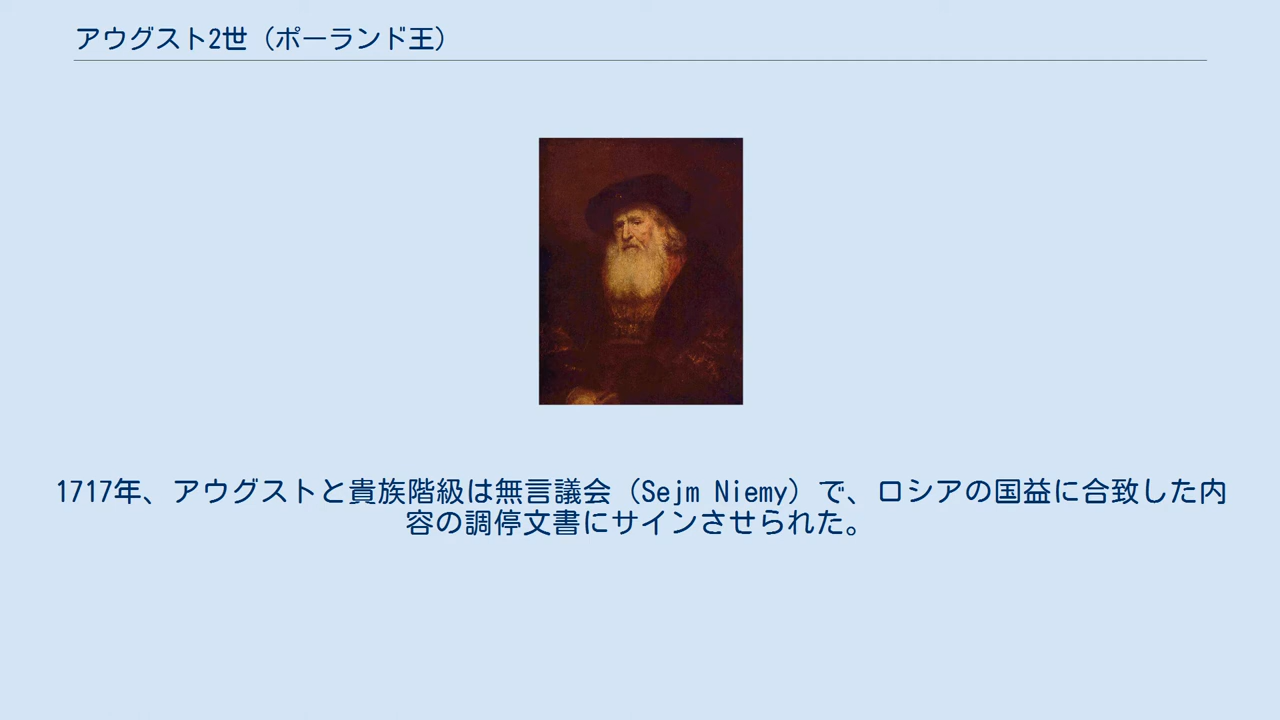 アウグスト2世（ポーランド王）
1717年、アウグストと貴族階級は無言議会（Sejm Niemy）で、ロシアの国益に合致した内
容の調停文書にサインさせられた。